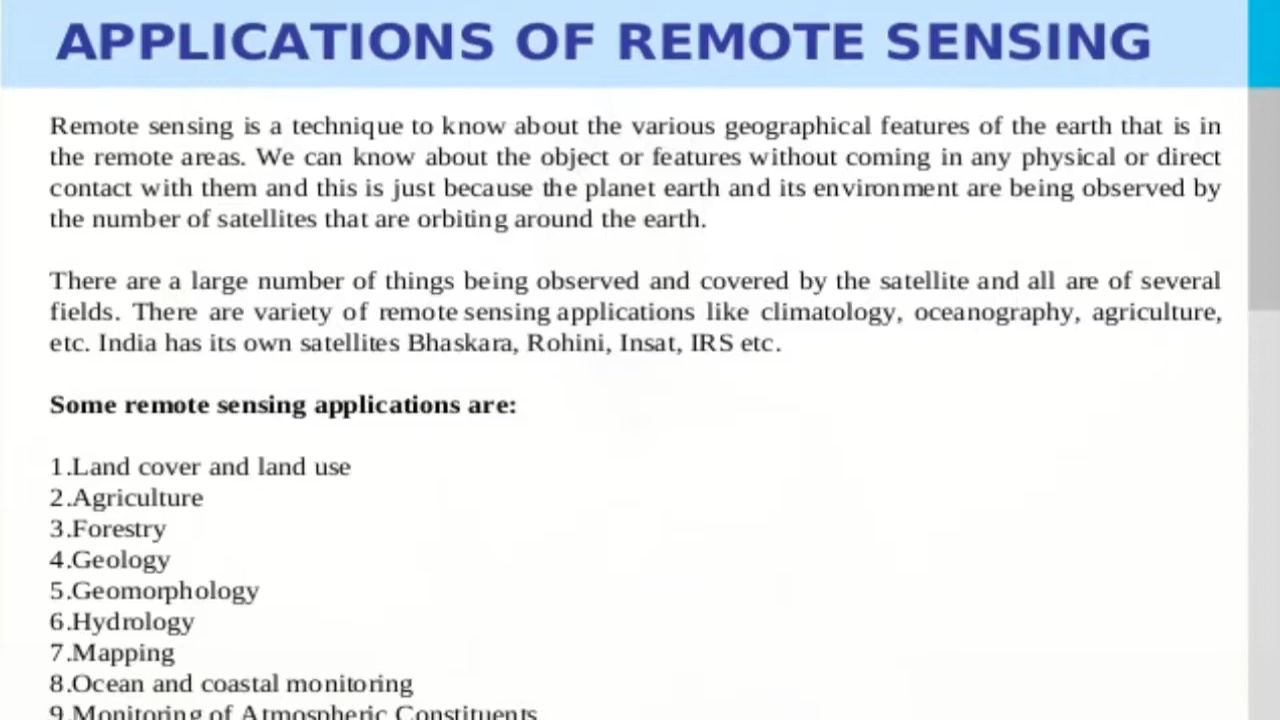 APPLICATIONS OF REMOTE SENSING
Remote sensing is a technique to know about the various geographical features of the earth that is in
the remote areas. We can know about the object or features without coming in any physical or direct
contact with them and this is just because the planet earth and its environment are being observed by
the number of satellites that are orbiting around the earth.
There are a large number of things being observed and covered by the satellite and all are of several
fields. There are variety of remote sensing applications like climatology, oceanography, agriculture,
etc. India has its own satellites Bhaskara, Rohini, Insat, IRS etc.
Some remote sensing applications are:
1.Land cover and land use
2.Agriculture
3.Forestry
4.Geology
5.Geomorphology
6.Hydrology
7.Mapping
8.Ocean and coastal monitoring
9.Monitoring of Atmospheric Constituents